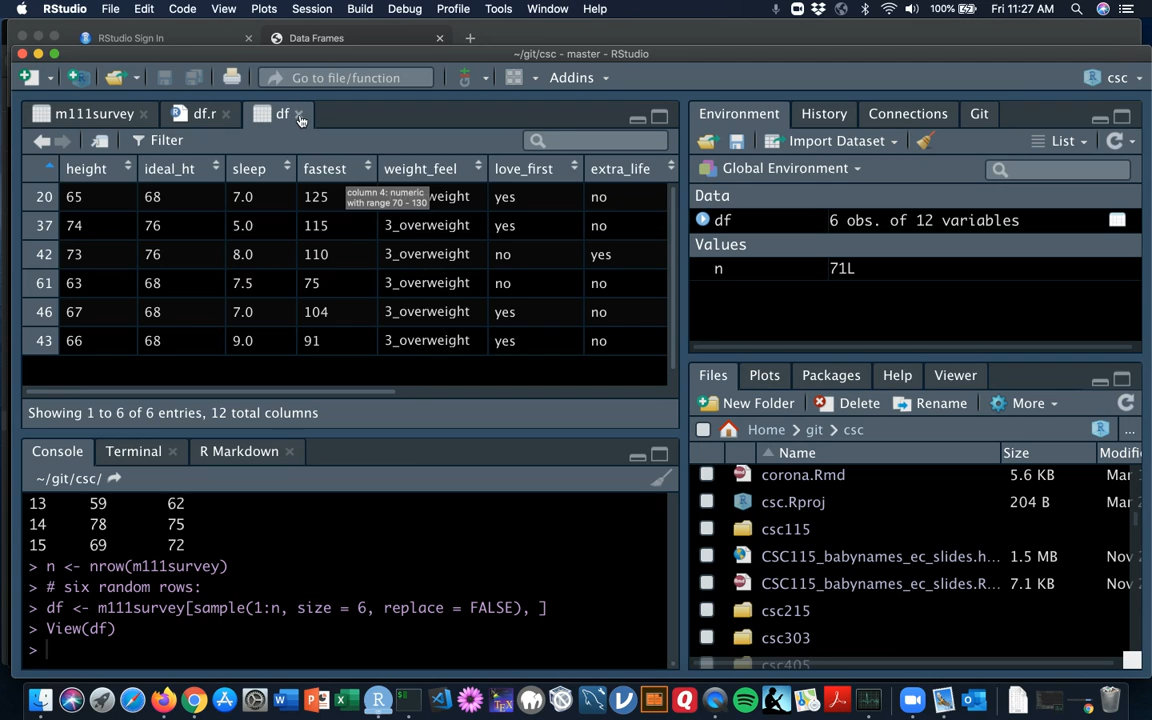 RStudio File Edit Code View Plots Session Build Debug Profile Tools Window Help 100% Fri 11:27 AM
RStudio Sign In Data Frames
~/git/csc - master - RStudio
Go to file/function Addins csc
m111survey df.r df
Filter
height ideal_ht sleep fastest weight_feel love_first extra_life
20 65 68 7.0 125 weight yes no
column 4: numeric
with range 70 - 130
37 74 76 5.0 115 3_overweight yes no
42 73 76 8.0 110 3_overweight no yes
61 63 68 7.5 75 3_overweight no no
46 67 68 7.0 104 3_overweight yes no
43 66 68 9.0 91 3_overweight yes no
Showing 1 to 6 of 6 entries, 12 total columns
Console Terminal R Markdown
~/git/csc/
13 59 62
14 78 75
15 69 72
> n <- nrow(m111survey)
> # six random rows:
> df <- m111survey[sample(1:n, size = 6, replace = FALSE), ]
> View(df)
>
Environment History Connections Git
Import Dataset List
Global Environment
Data
df 6 obs. of 12 variables
Values
n 71L
Files Plots Packages Help Viewer
New Folder Delete Rename More
Home git csc ...
Name Size Modifi
corona.Rmd 5.6 KB Mar
csc.Rproj 204 B Mar
csc115
CSC115_babynames_ec_slides.h... 1.5 MB Nov
CSC115_babynames_ec_slides.R... 7.1 KB Nov
csc215
csc303
csc405